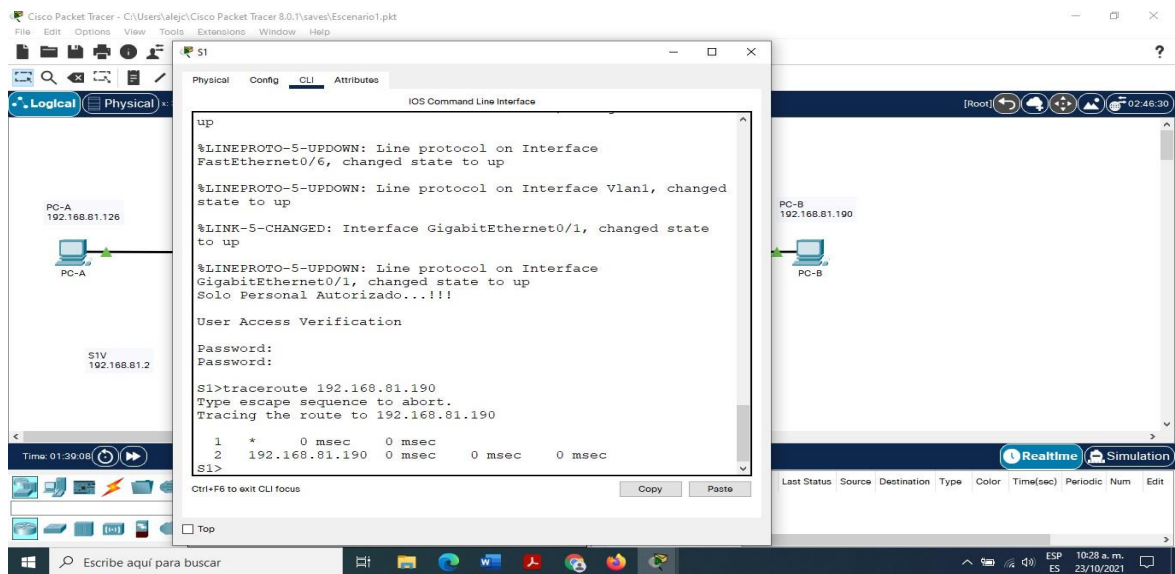 Cisco Packet Tracer - C:\Users\alejc\Cisco Packet Tracer 8.0.1\saves\Escenario1.pkt
File Edit Options View Tools Extensions Window Help
S1
?
Physical Config CLI Attributes
Logical Physical x:
IOS Command Line Interface
[Root] 02:46:30
up
%LINEPROTO-5-UPDOWN: Line protocol on Interface
FastEthernet0/6, changed state to up
%LINEPROTO-5-UPDOWN: Line protocol on Interface Vlan1, changed
state to up
%LINK-5-CHANGED: Interface GigabitEthernet0/1, changed state
to up
%LINEPROTO-5-UPDOWN: Line protocol on Interface
GigabitEthernet0/1, changed state to up
Solo Personal Autorizado...!!!
User Access Verification
Password:
Password:
S1>traceroute 192.168.81.190
Type escape sequence to abort.
Tracing the route to 192.168.81.190
1 * 0 msec 0 msec
2 192.168.81.190 0 msec 0 msec 0 msec
S1>
Ctrl+F6 to exit CLI focus
Copy Paste
Top
PC-A
192.168.81.126
PC-A
S1V
192.168.81.2
PC-B
192.168.81.190
PC-B
Time: 01:39:08
Realtime Simulation
Last Status Source Destination Type Color Time(sec) Periodic Num Edit
Escribe aquí para buscar
ESP
ES
10:28 a. m.
23/10/2021